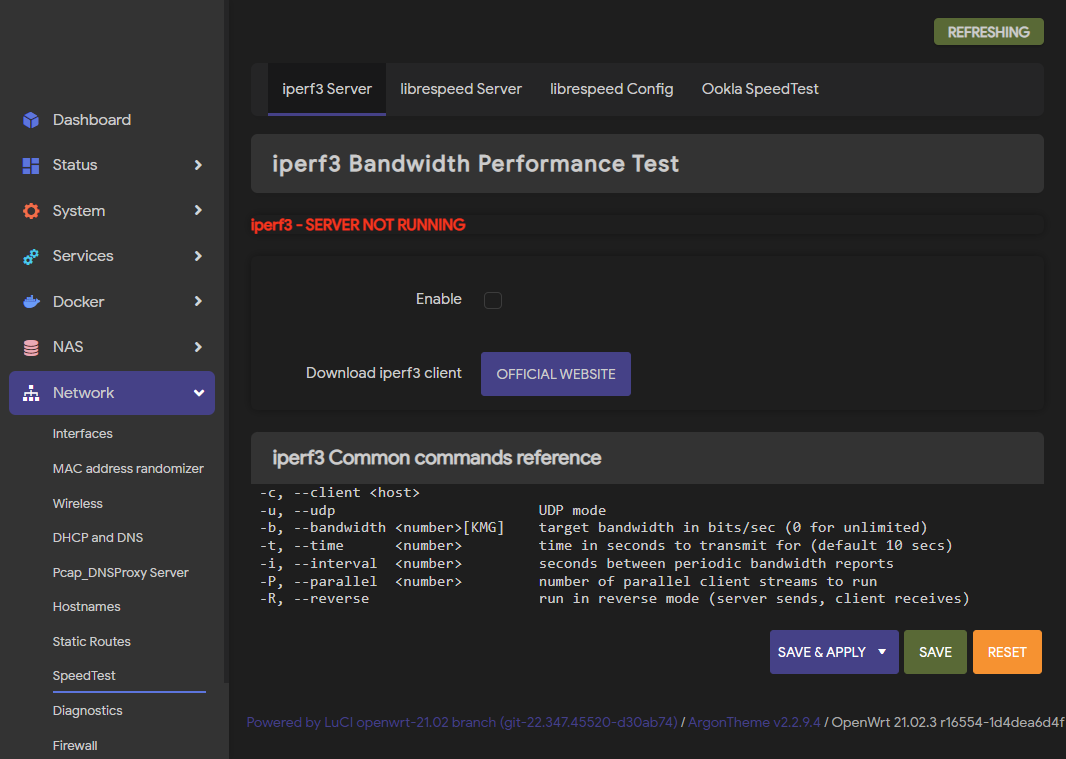 REFRESHING
iperf3 Server librespeed Server librespeed Config Ookla SpeedTest
Dashboard
Status
System
Services
Docker
NAS
Network
Interfaces
MAC address randomizer
Wireless
DHCP and DNS
Pcap_DNSProxy Server
Hostnames
Static Routes
SpeedTest
Diagnostics
Firewall
iperf3 Bandwidth Performance Test
iperf3 - SERVER NOT RUNNING
Enable
Download iperf3 client OFFICIAL WEBSITE
iperf3 Common commands reference
-c, --client <host>
-u, --udp UDP mode
-b, --bandwidth <number>[KMG] target bandwidth in bits/sec (0 for unlimited)
-t, --time <number> time in seconds to transmit for (default 10 secs)
-i, --interval <number> seconds between periodic bandwidth reports
-P, --parallel <number> number of parallel client streams to run
-R, --reverse run in reverse mode (server sends, client receives)
SAVE & APPLY SAVE RESET
Powered by LuCI openwrt-21.02 branch (git-22.347.45520-d30ab74) / ArgonTheme v2.2.9.4 / OpenWrt 21.02.3 r16554-1d4dea6d4f